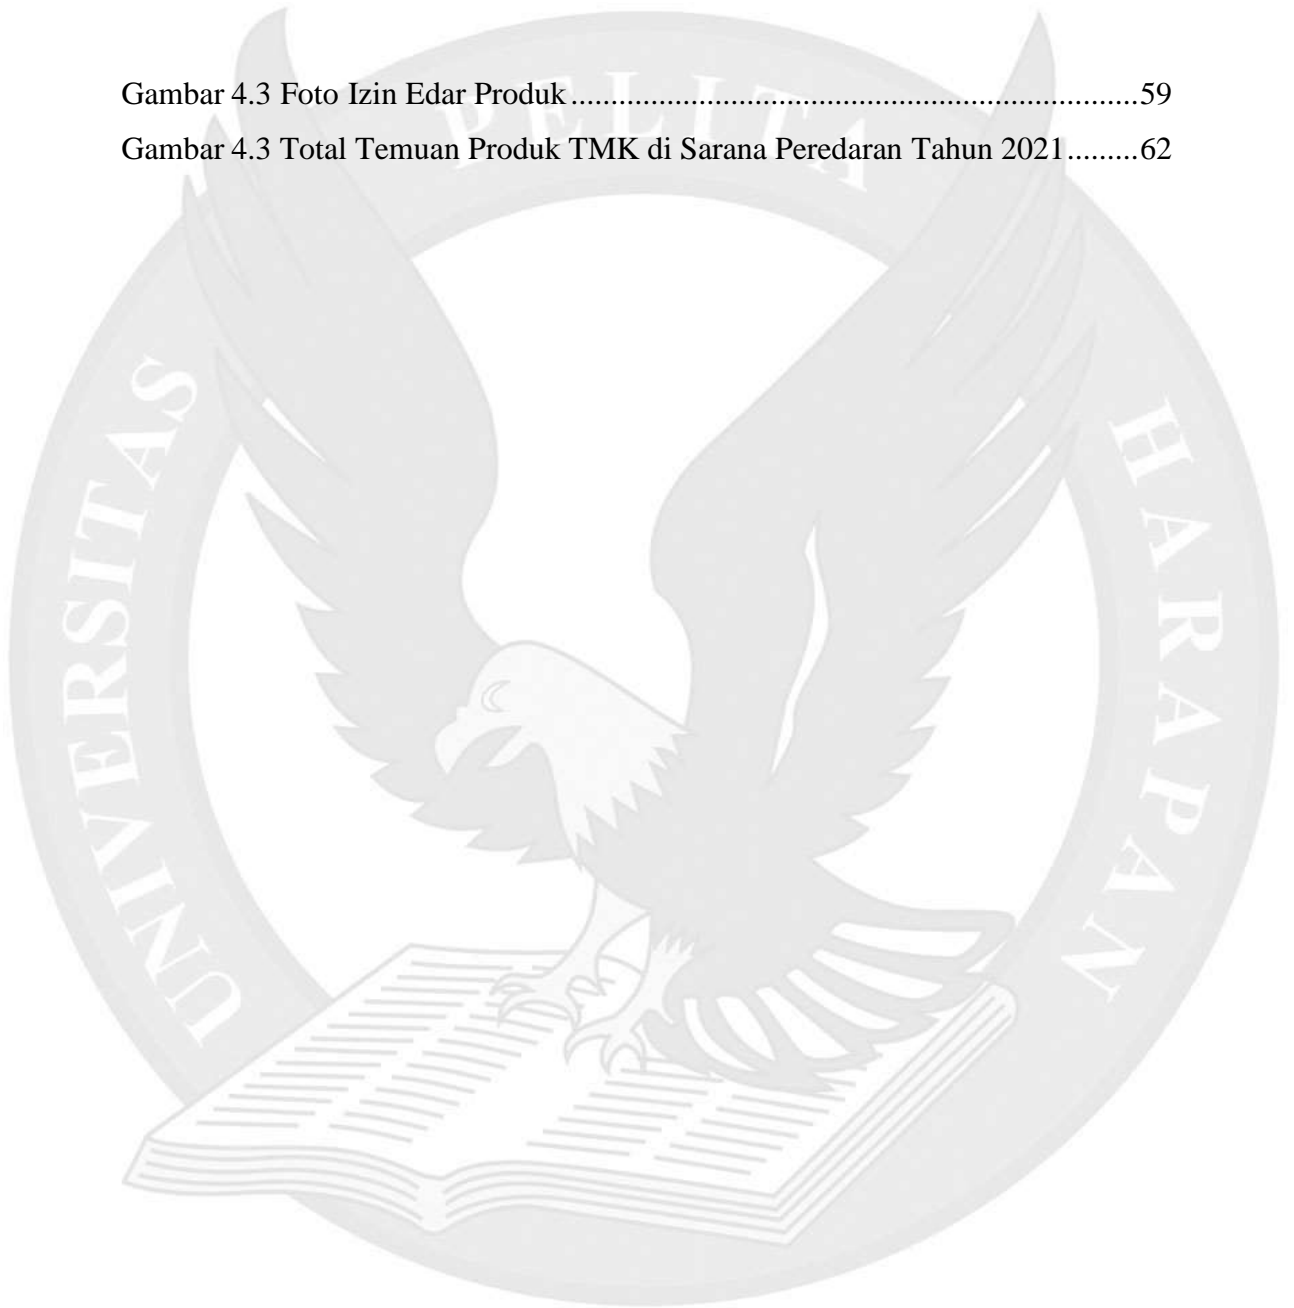 Gambar 4.3 Foto Izin Edar Produk........................................................................59
Gambar 4.3 Total Temuan Produk TMK di Sarana Peredaran Tahun 2021.........62
UNIVERSITAS PELITA HARAPAN